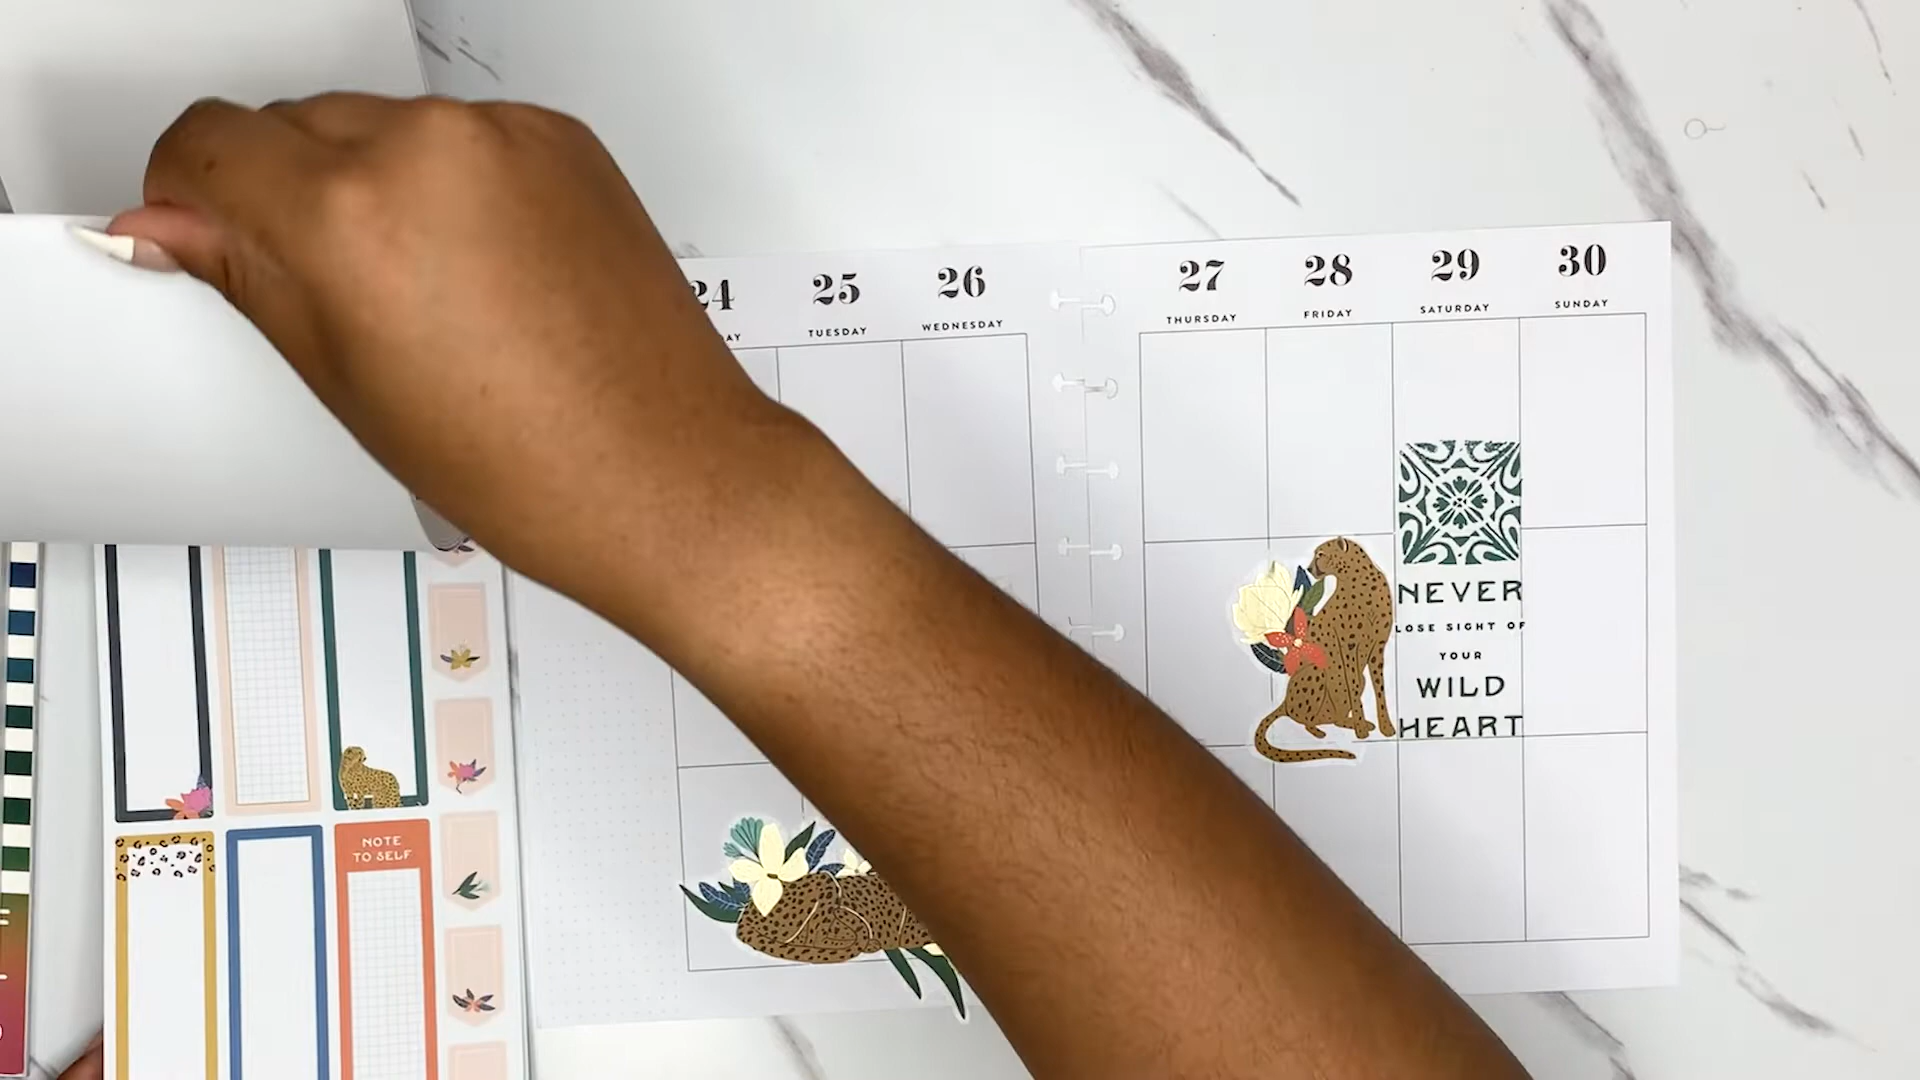 24 25 26 27 28 29 30
DAY TUESDAY WEDNESDAY THURSDAY FRIDAY SATURDAY SUNDAY
NEVER
LOSE SIGHT OF
YOUR
WILD
HEART
NOTE
TO SELF